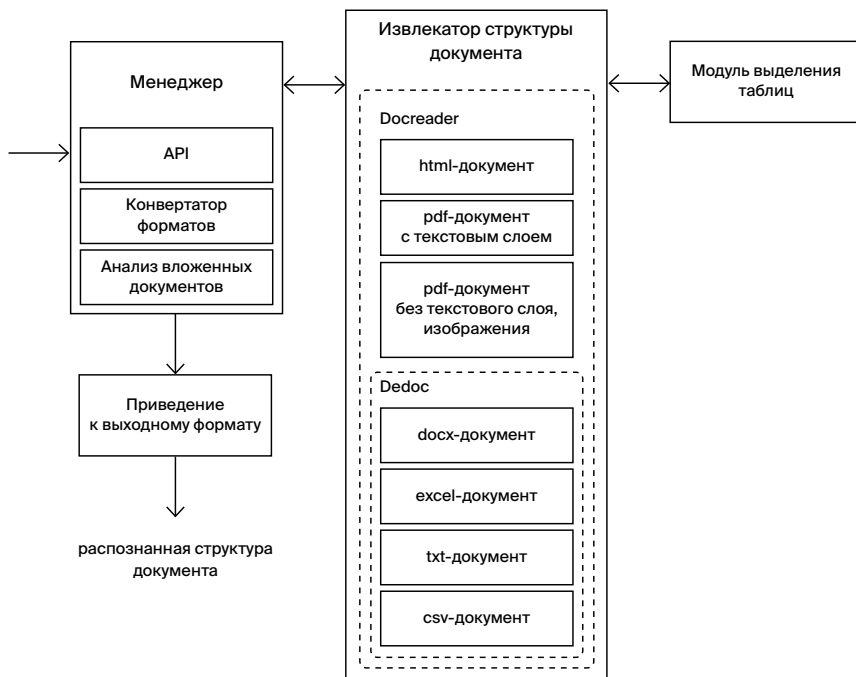 Менеджер
API
Конвертатор
форматов
Анализ вложенных
документов
Приведение
к выходному формату
распознанная структура
документа
Извлекатор структуры
документа
Docreader
html-документ
pdf-документ
с текстовым слоем
pdf-документ
без текстового слоя,
изображения
Dedoc
docx-документ
excel-документ
txt-документ
csv-документ
Модуль выделения
таблиц